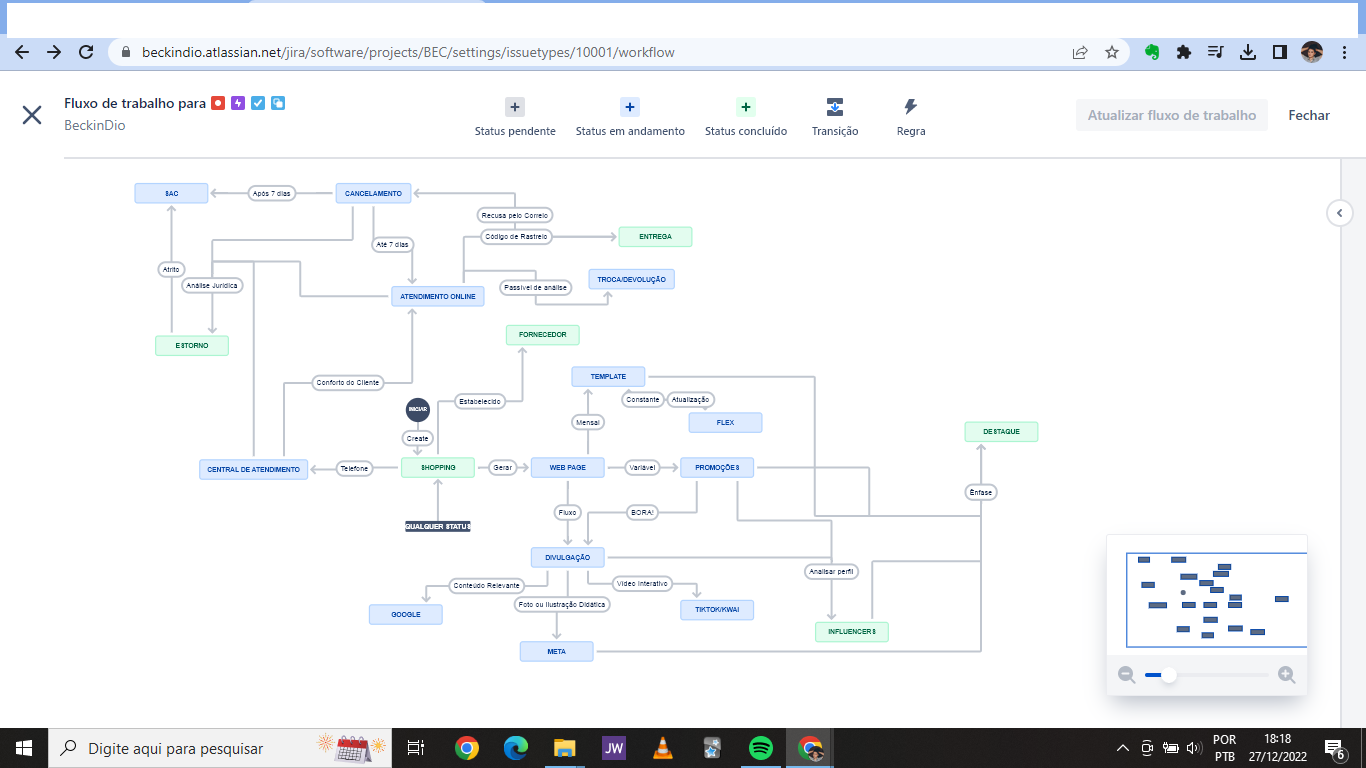 beckindio.atlassian.net/jira/software/projects/BEC/settings/issuetypes/10001/workflow
Fluxo de trabalho para
BeckinDio
Status pendente
Status em andamento
Status concluído
Transição
Regra
Atualizar fluxo de trabalho
Fechar
SAC
Após 7 dias
CANCELAMENTO
Recusa pelo Correio
Código de Rastreio
ENTREGA
Até 7 dias
Atrito
Análise Jurídica
Passível de análise
TROCA/DEVOLUÇÃO
ATENDIMENTO ONLINE
ESTORNO
FORNECEDOR
Conforto do Cliente
TEMPLATE
INICIAR
Estabelecido
Constante
Atualização
Mensal
FLEX
Create
DESTAQUE
CENTRAL DE ATENDIMENTO
Telefone
SHOPPING
Gerar
WEB PAGE
Variável
PROMOÇÕES
Ênfase
QUALQUER STATUS
Fluxo
BORA!
DIVULGAÇÃO
Analisar perfil
Conteúdo Relevante
Vídeo Interativo
Foto ou Ilustração Didática
GOOGLE
TIKTOK/KWAI
INFLUENCERS
META
Digite aqui para pesquisar
JW
POR
PTB
18:18
27/12/2022
6